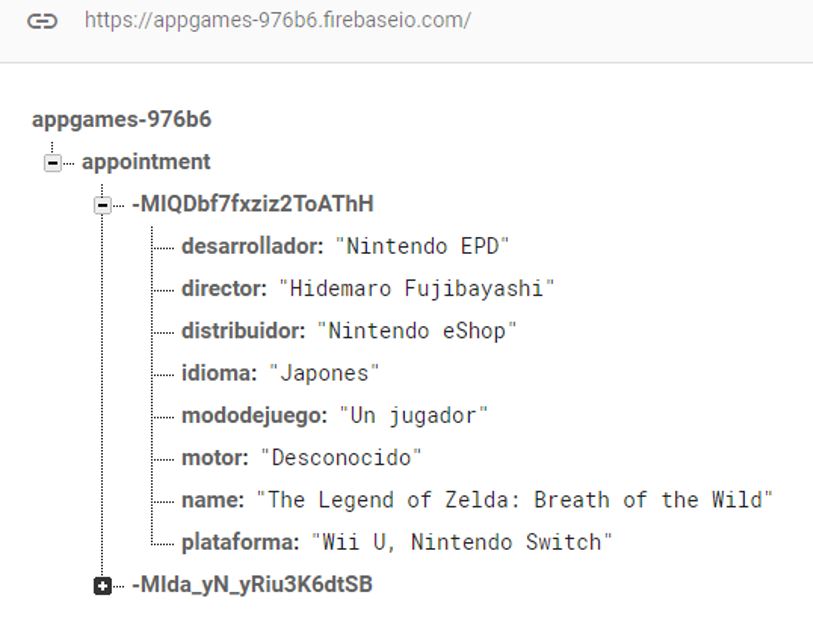 https://appgames-976b6.firebaseio.com/
appgames-976b6
appointment
-MIQDbf7fxziz2ToAThH
desarrollador: "Nintendo EPD"
director: "Hidemaro Fujibayashi"
distribuidor: "Nintendo eShop"
idioma: "Japones"
mododejuego: "Un jugador"
motor: "Desconocido"
name: "The Legend of Zelda: Breath of the Wild"
plataforma: "Wii U, Nintendo Switch"
-MIda_yN_yRiu3K6dtSB